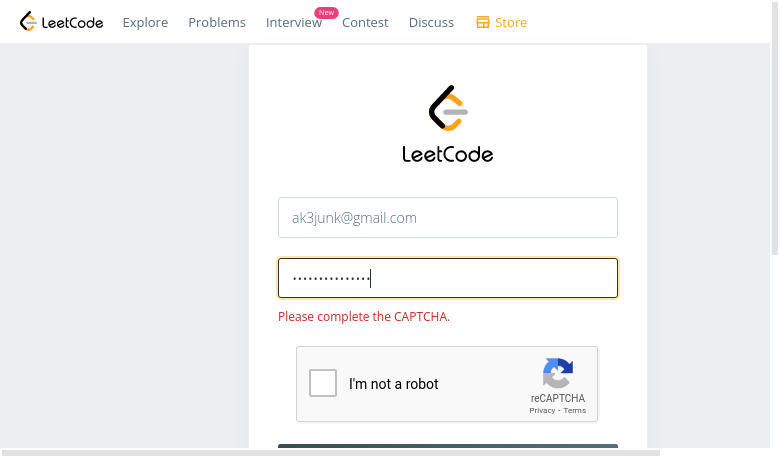 LeetCode Explore Problems Interview New Contest Discuss Store
LeetCode
ak3junk@gmail.com
•••••••••••••••
Please complete the CAPTCHA.
I'm not a robot
reCAPTCHA
Privacy - Terms